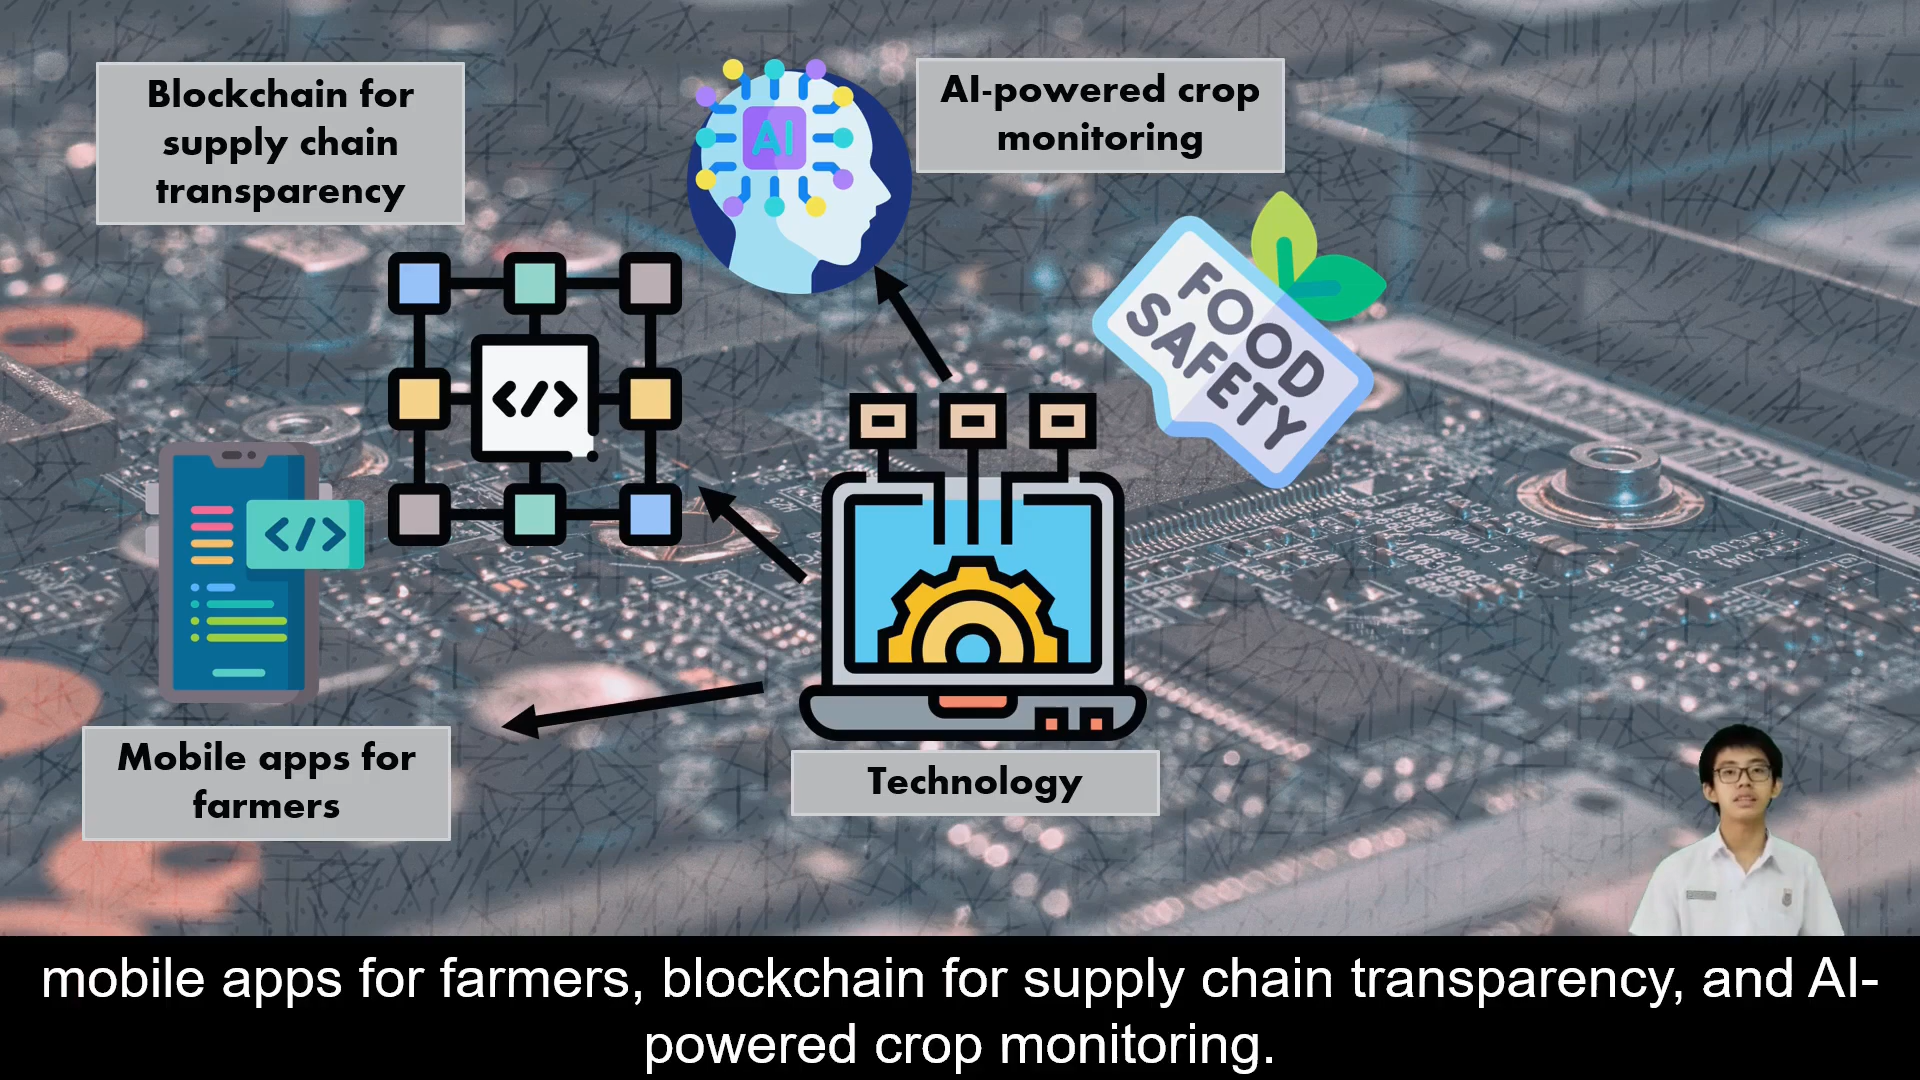 Blockchain for
supply chain
transparency
AI
AI-powered crop
monitoring
FOOD
SAFETY
</>
</>
Mobile apps for
farmers
Technology
mobile apps for farmers, blockchain for supply chain transparency, and AI-
powered crop monitoring.